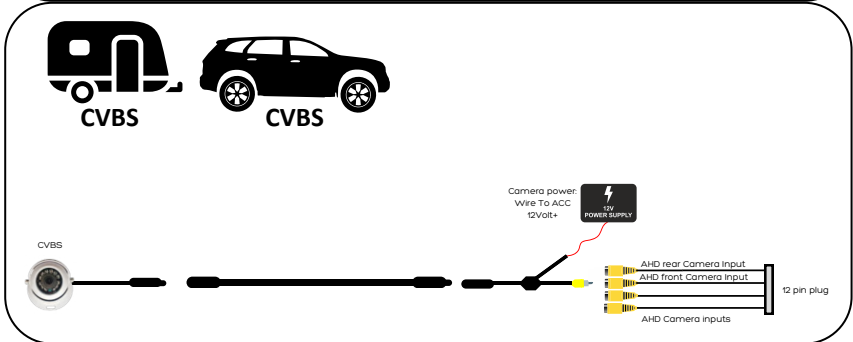 CVBS
CVBS
Camera power:
Wire To ACC
12Volt+
12V
POWER SUPPLY
CVBS
AHD rear Camera Input
AHD front Camera Input
12 pin plug
AHD Camera inputs